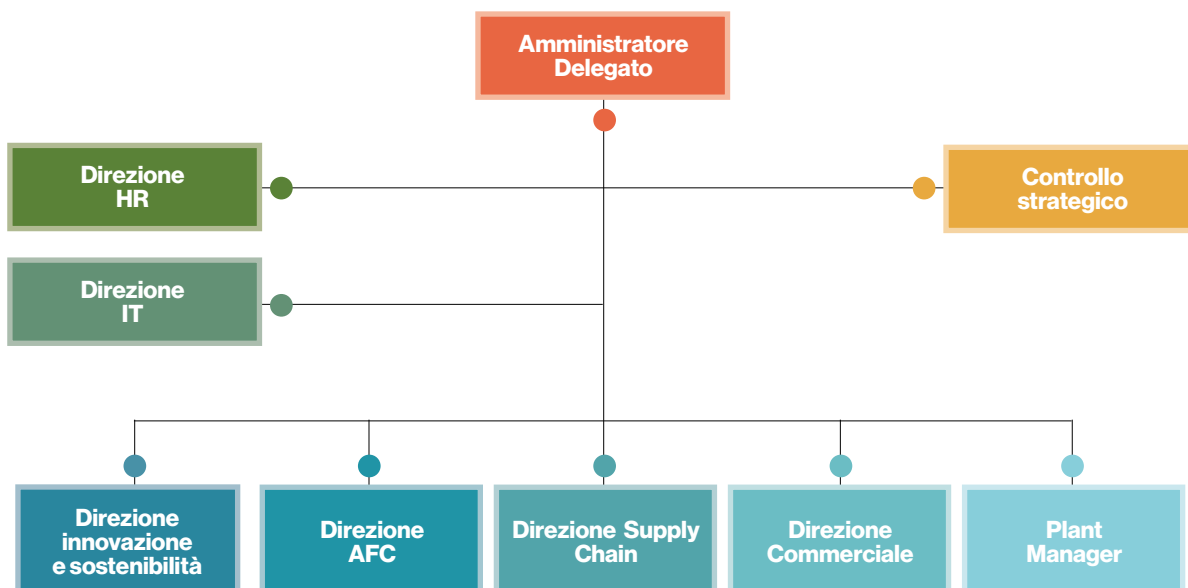 Amministratore
Delegato
Direzione
HR
Controllo
strategico
Direzione
IT
Direzione
innovazione
e sostenibilità
Direzione
AFC
Direzione Supply
Chain
Direzione
Commerciale
Plant
Manager